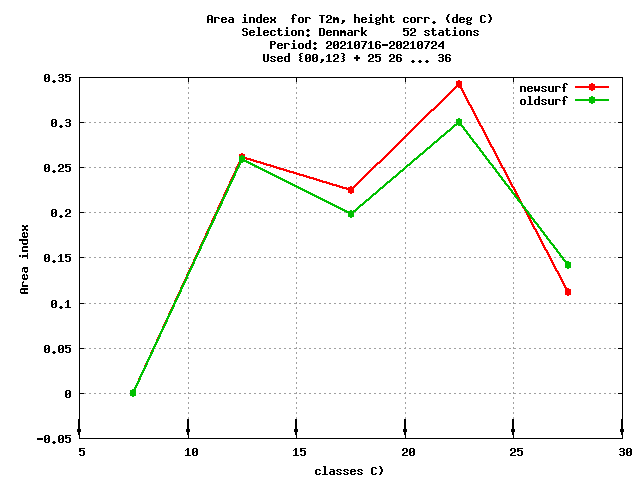 Area index  for T2m, height corr. (deg C)
Selection: Denmark     52 stations
Period: 20210716-20210724
Used {00,12} + 25 26 ... 36
newsurf
oldsurf
0.35
0.3
0.25
0.2
0.15
0.1
0.05
0
-0.05
Area index
5 10 15 20 25 30
classes C)